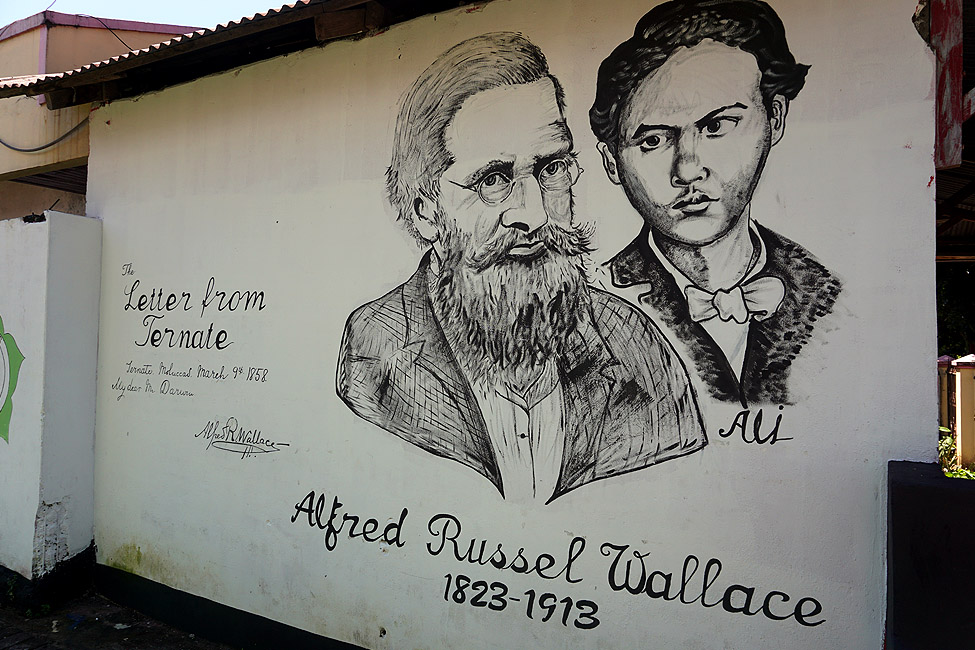 The
Letter from
Ternate
Ternate. Moluccas. March 9th. 1858.
My dear Mr. Darwin
Alfred R. Wallace
ALi
Alfred Russel Wallace
1823-1913